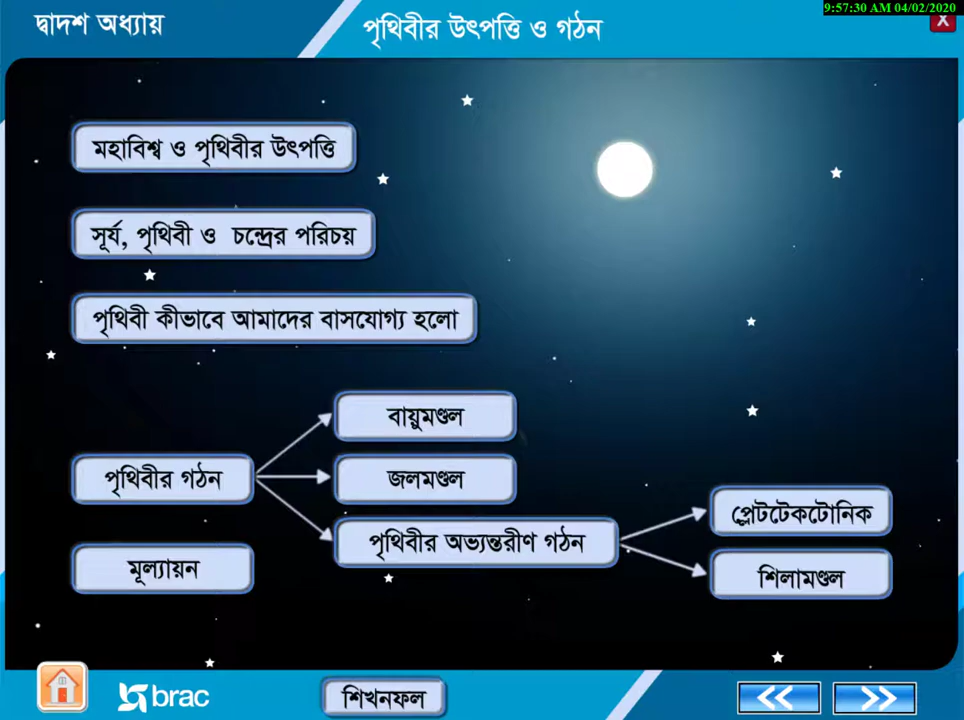 9:57:30 AM 04/02/2020
দ্বাদশ অধ্যায়
পৃথিবীর উৎপত্তি ও গঠন
X
মহাবিশ্ব ও পৃথিবীর উৎপত্তি
সূর্য, পৃথিবী ও চন্দ্রের পরিচয়
পৃথিবী কীভাবে আমাদের বাসযোগ্য হলো
বায়ুমণ্ডল
পৃথিবীর গঠন
জলমণ্ডল
প্লেটটেকটোনিক
পৃথিবীর অভ্যন্তরীণ গঠন
মূল্যায়ন
শিলামণ্ডল
brac
শিখনফল